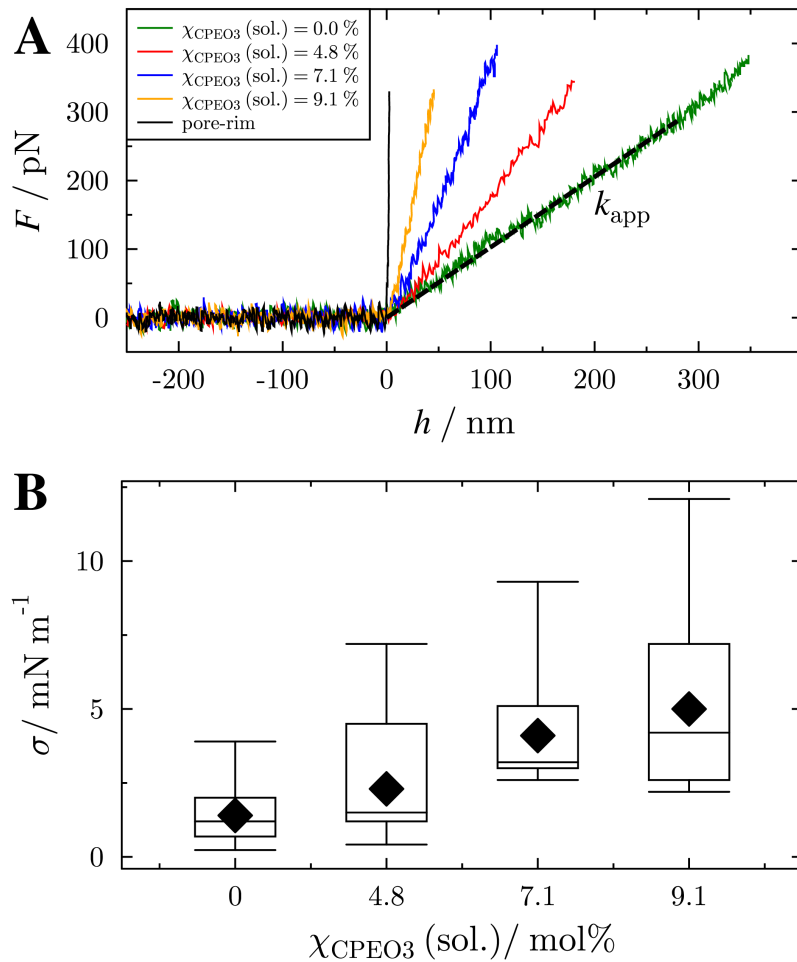 A
χCPEO3 (sol.) = 0.0 %
χCPEO3 (sol.) = 4.8 %
χCPEO3 (sol.) = 7.1 %
χCPEO3 (sol.) = 9.1 %
pore-rim
400
300
200
100
0
F / pN
kapp
-200 -100 0 100 200 300
h / nm
B
10
5
0
σ/ mN m-1
0 4.8 7.1 9.1
χCPEO3 (sol.)/ mol%